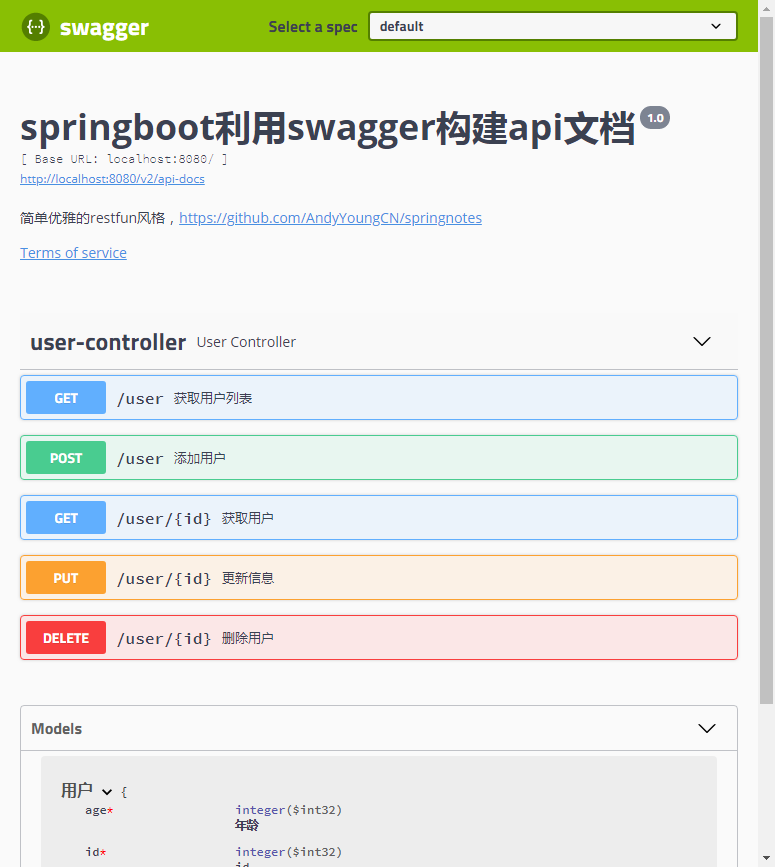 {···} swagger Select a spec default
springboot利用swagger构建api文档 1.0
[ Base URL: localhost:8080/ ]
http://localhost:8080/v2/api-docs
简单优雅的restfun风格，https://github.com/AndyYoungCN/springnotes
Terms of service
user-controller User Controller
GET /user 获取用户列表
POST /user 添加用户
GET /user/{id} 获取用户
PUT /user/{id} 更新信息
DELETE /user/{id} 删除用户
Models
用户 {
age* integer($int32)
年龄
id* integer($int32)
id